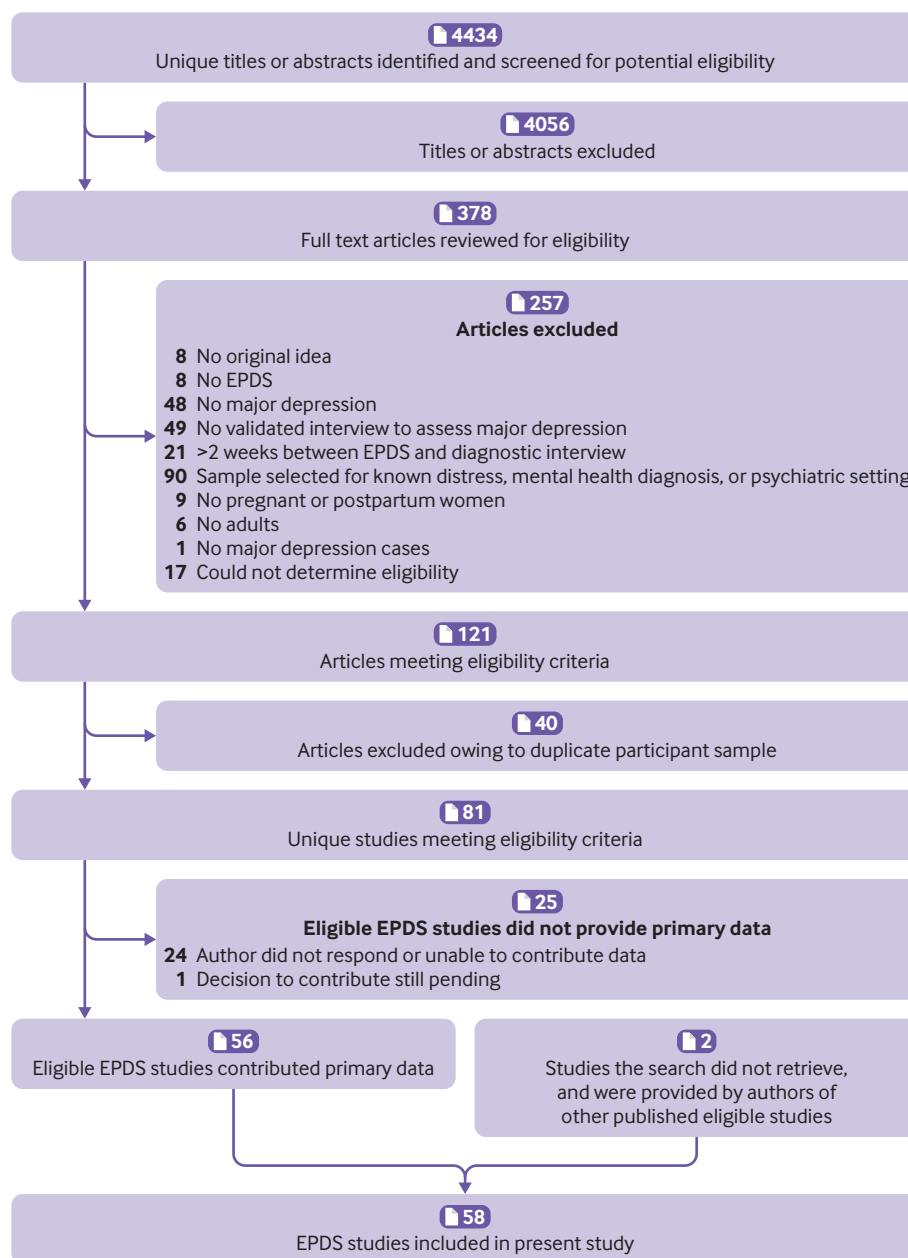 4434
Unique titles or abstracts identified and screened for potential eligibility
4056
Titles or abstracts excluded
378
Full text articles reviewed for eligibility
257
Articles excluded
8 No original idea
8 No EPDS
48 No major depression
49 No validated interview to assess major depression
21 >2 weeks between EPDS and diagnostic interview
90 Sample selected for known distress, mental health diagnosis, or psychiatric setting
9 No pregnant or postpartum women
6 No adults
1 No major depression cases
17 Could not determine eligibility
121
Articles meeting eligibility criteria
40
Articles excluded owing to duplicate participant sample
81
Unique studies meeting eligibility criteria
25
Eligible EPDS studies did not provide primary data
24 Author did not respond or unable to contribute data
1 Decision to contribute still pending
56
Eligible EPDS studies contributed primary data
2
Studies the search did not retrieve,
and were provided by authors of
other published eligible studies
58
EPDS studies included in present study